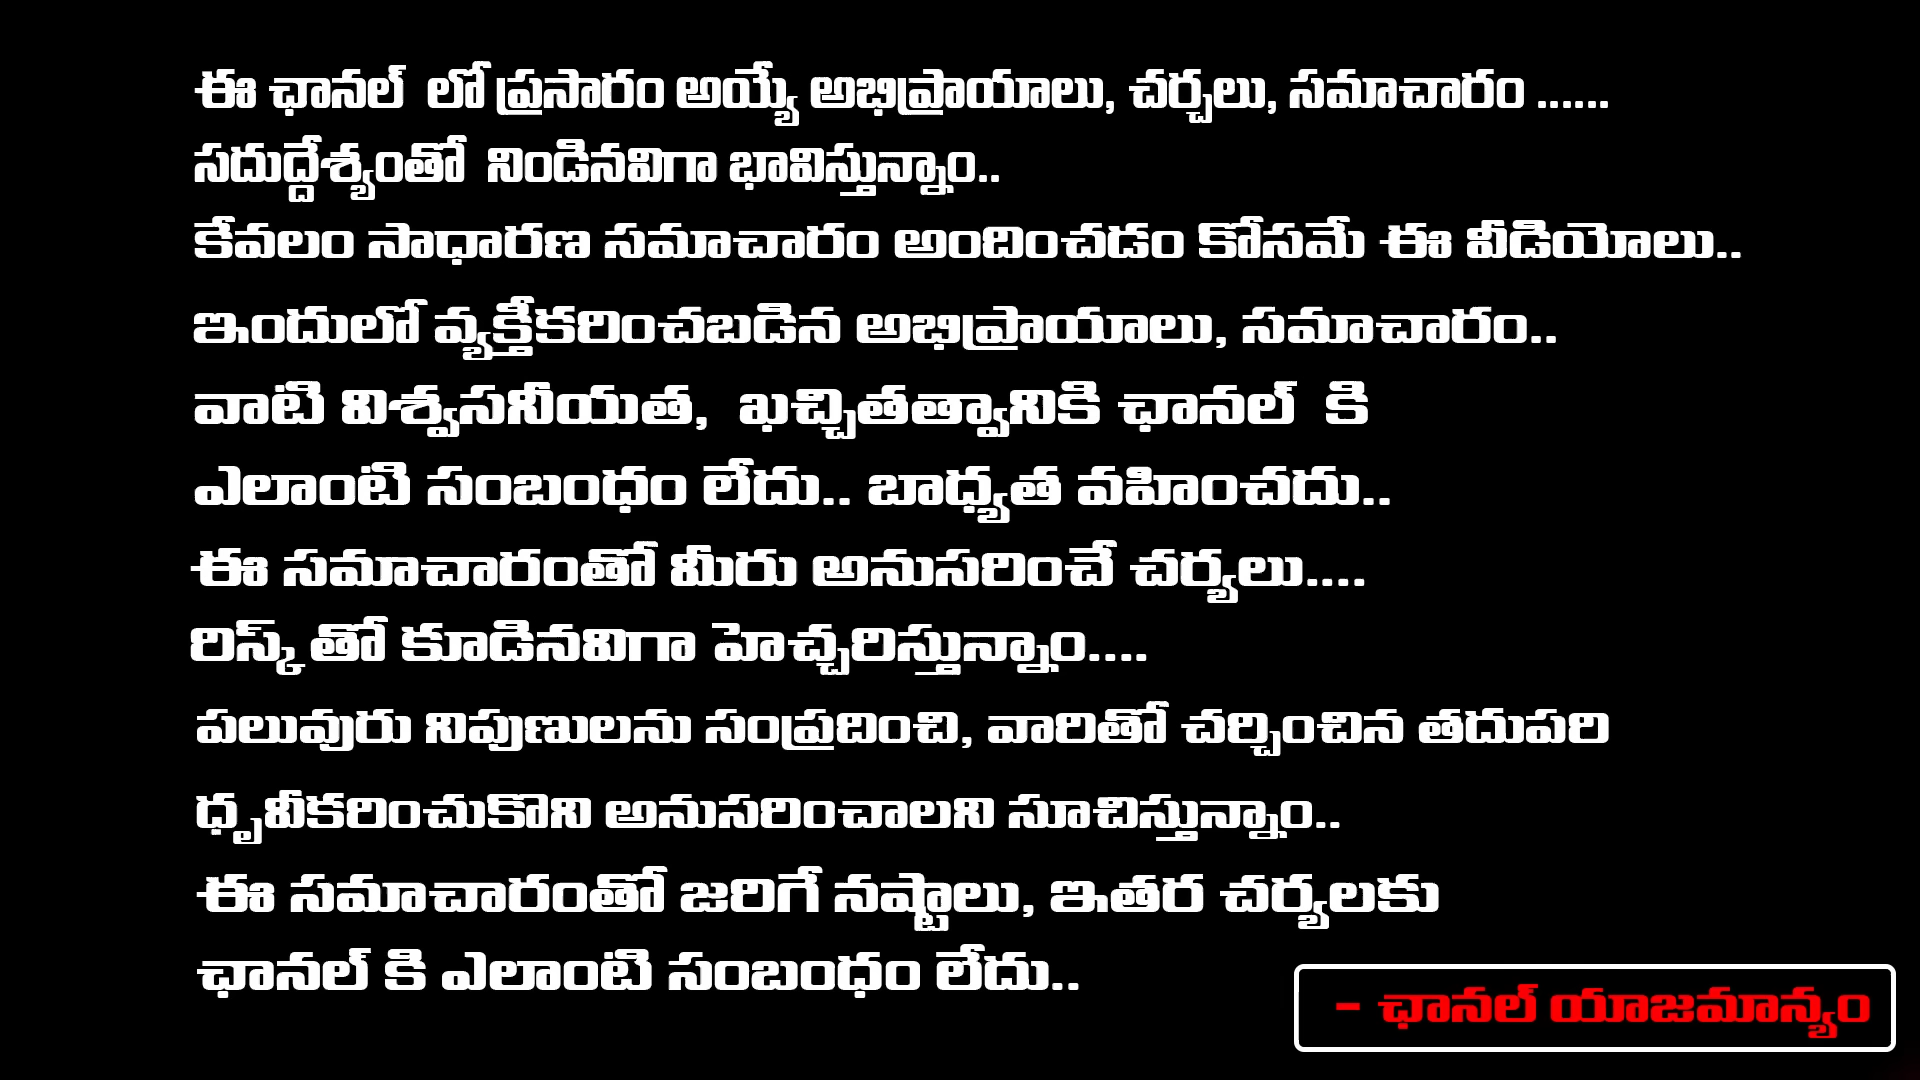 ఈ ఛానల్ లో ప్రసారం అయ్యే అభిప్రాయాలు, చర్చలు, సమాచారం ......
సదుద్దేశ్యంతో నిండినవిగా భావిస్తున్నాం..
కేవలం సాధారణ సమాచారం అందించడం కోసమే ఈ వీడియోలు..
ఇందులో వ్యక్తీకరించబడిన అభిప్రాయాలు, సమాచారం..
వాటి విశ్వసనీయత, ఖచ్చితత్వానికి ఛానల్ కి
ఎలాంటి సంబంధం లేదు.. బాధ్యత వహించదు..
ఈ సమాచారంతో మీరు అనుసరించే చర్యలు....
రిస్క్ తో కూడినవిగా హెచ్చరిస్తున్నాం....
పలువురు నిపుణులను సంప్రదించి, వారితో చర్చించిన తదుపరి
ధృవీకరించుకొని అనుసరించాలని సూచిస్తున్నాం..
ఈ సమాచారంతో జరిగే నష్టాలు, ఇతర చర్యలకు
ఛానల్ కి ఎలాంటి సంబంధం లేదు..
- ఛానల్ యాజమాన్యం